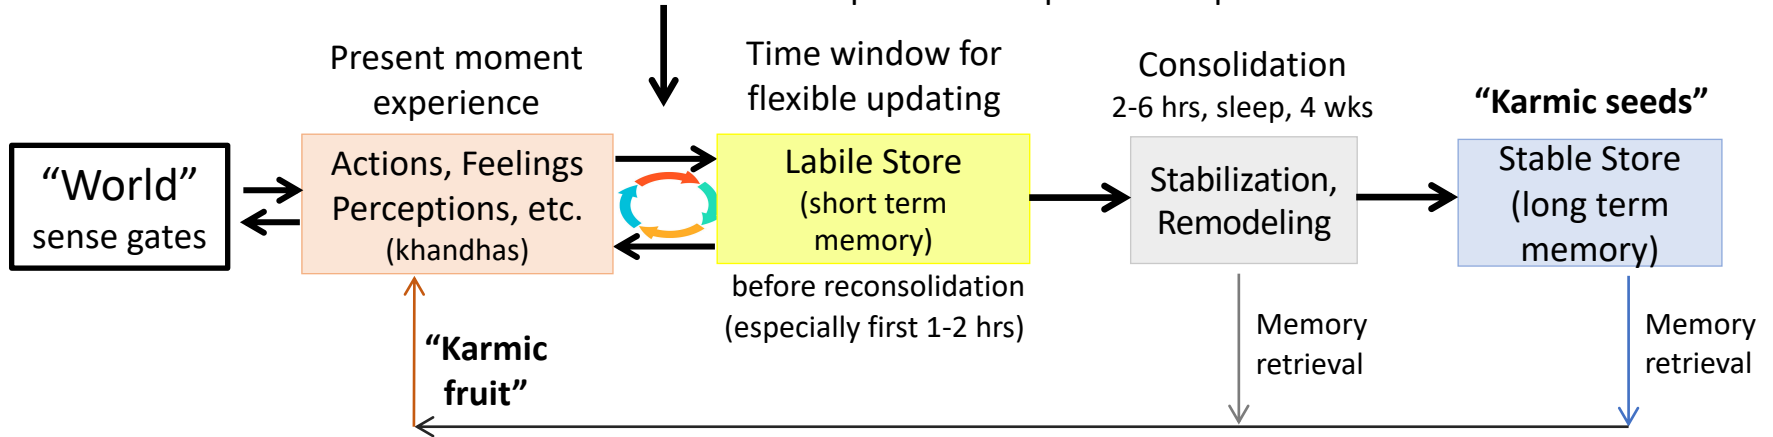 Present moment
experience
Time window for
flexible updating
Consolidation
2-6 hrs, sleep, 4 wks
“Karmic seeds”
“World”
sense gates
Actions, Feelings
Perceptions, etc.
(khandhas)
Labile Store
(short term
memory)
Stabilization,
Remodeling
Stable Store
(long term
memory)
before reconsolidation
(especially first 1-2 hrs)
“Karmic
fruit”
Memory
retrieval
Memory
retrieval